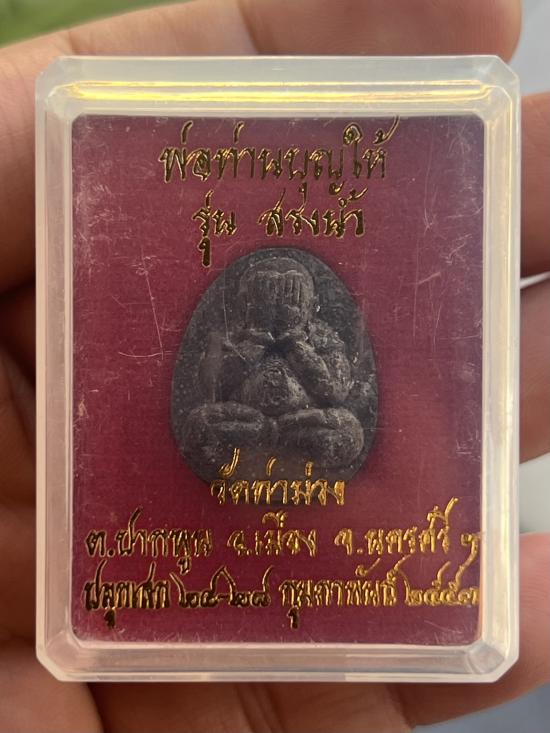 พ่อท่านบุญให้
รุ่น สรงน้ำ
วัดท่าม่วง
ต.ปากพูน อ.เมือง จ.นครศรี ฯ
ปลุกเสก ๒๔-๒๘ กุมภาพันธ์ ๒๕๕๓